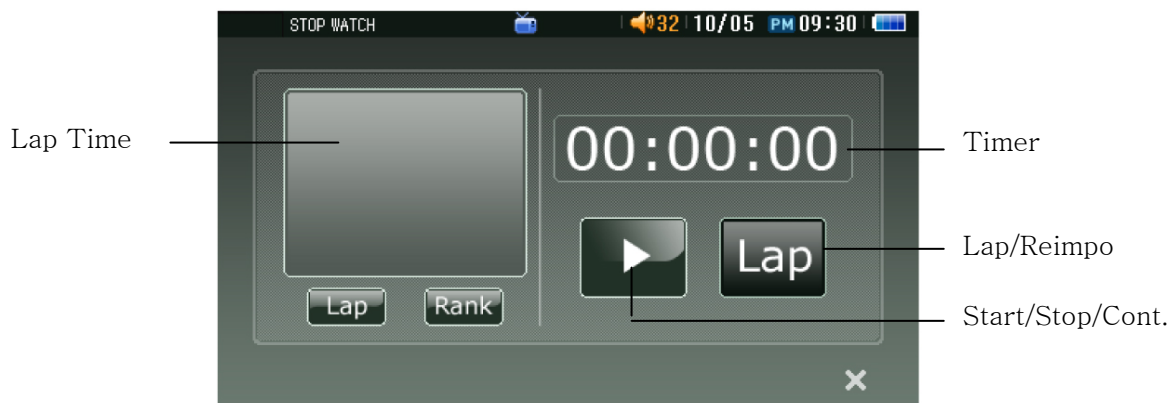 STOP WATCH 32 10/05 PM 09:30
Lap Time
00:00:00
Timer
Lap
Lap/Reimpo
Lap Rank
Start/Stop/Cont.